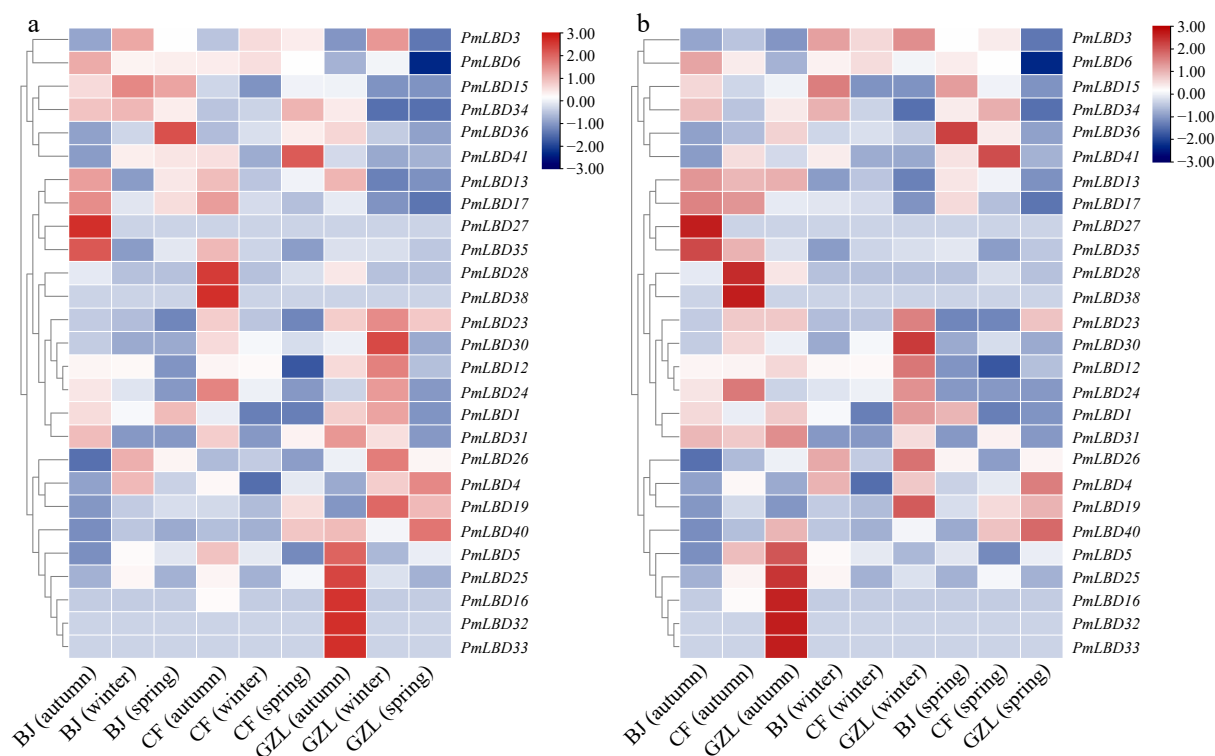 a
3.00
2.00
1.00
0.00
−1.00
−2.00
−3.00
PmLBD3
PmLBD6
PmLBD15
PmLBD34
PmLBD36
PmLBD41
PmLBD13
PmLBD17
PmLBD27
PmLBD35
PmLBD28
PmLBD38
PmLBD23
PmLBD30
PmLBD12
PmLBD24
PmLBD1
PmLBD31
PmLBD26
PmLBD4
PmLBD19
PmLBD40
PmLBD5
PmLBD25
PmLBD16
PmLBD32
PmLBD33
BJ (autumn)
BJ (winter)
BJ (spring)
CF (autumn)
CF (winter)
CF (spring)
GZL (autumn)
GZL (winter)
GZL (spring)
b
3.00
2.00
1.00
0.00
−1.00
−2.00
−3.00
PmLBD3
PmLBD6
PmLBD15
PmLBD34
PmLBD36
PmLBD41
PmLBD13
PmLBD17
PmLBD27
PmLBD35
PmLBD28
PmLBD38
PmLBD23
PmLBD30
PmLBD12
PmLBD24
PmLBD1
PmLBD31
PmLBD26
PmLBD4
PmLBD19
PmLBD40
PmLBD5
PmLBD25
PmLBD16
PmLBD32
PmLBD33
BJ (autumn)
CF (autumn)
GZL (autumn)
BJ (winter)
CF (winter)
GZL (winter)
BJ (spring)
CF (spring)
GZL (spring)